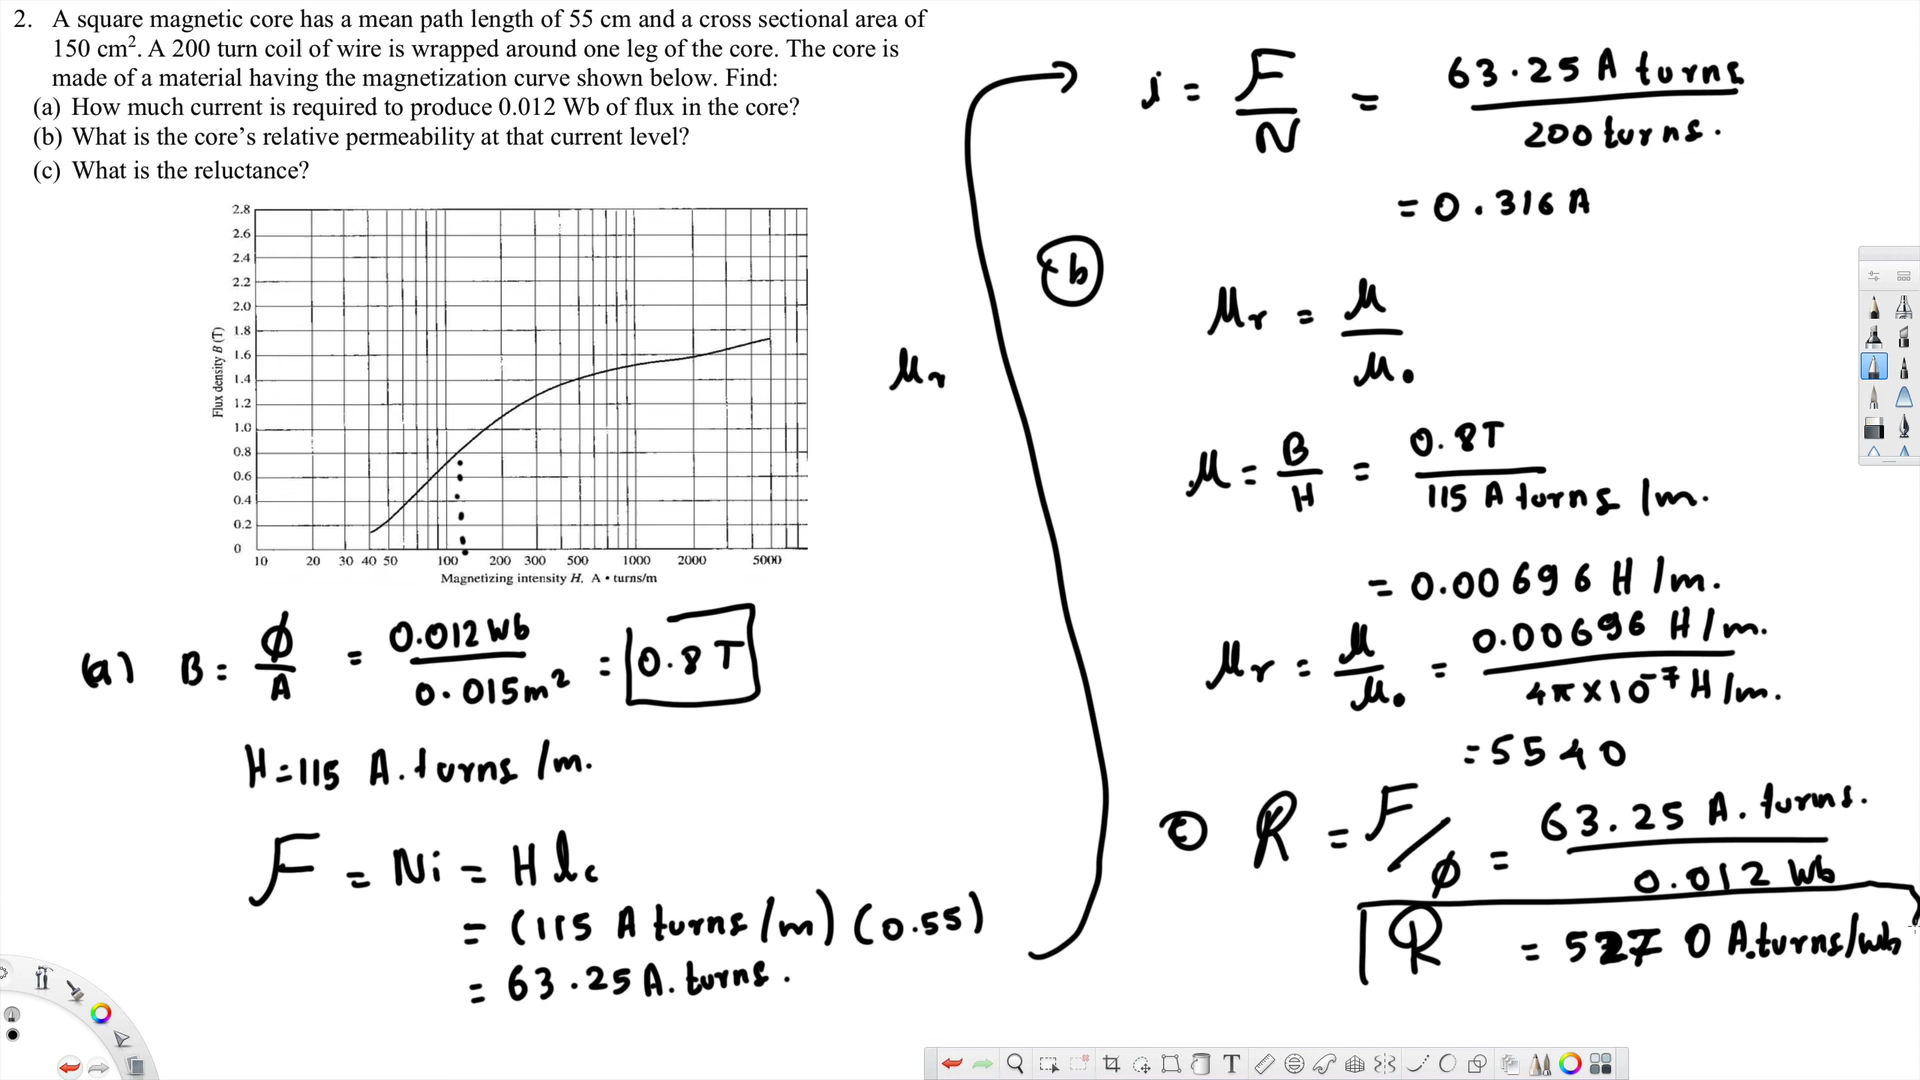 2. A square magnetic core has a mean path length of 55 cm and a cross sectional area of
150 cm². A 200 turn coil of wire is wrapped around one leg of the core. The core is
made of a material having the magnetization curve shown below. Find:
(a) How much current is required to produce 0.012 Wb of flux in the core?
(b) What is the core's relative permeability at that current level?
(c) What is the reluctance?
2.8
2.6
2.4
2.2
2.0
1.8
1.6
1.4
1.2
1.0
0.8
0.6
0.4
0.2
0
Flux density B (T)
10 20 30 40 50 100 200 300 500 1000 2000 5000
Magnetizing intensity H, A • turns/m
(a) B = ϕ/A = 0.012 Wb / 0.015 m² = 0.8 T
H = 115 A. turns /m.
F = Ni = H lc
= (115 A turns /m) (0.55)
= 63.25 A. turns.
μr
i = F/N = 63.25 A turns / 200 turns.
= 0.316 A
(b)
μr = μ/μ₀
μ = B/H = 0.8T / 115 A turns /m.
= 0.00696 H /m.
μr = μ/μ₀ = 0.00696 H/m. / 4π×10⁻⁷ H /m.
= 5540
(c) R = F/ϕ = 63.25 A. turns. / 0.012 Wb
R = 5270 A.turns/wb
T